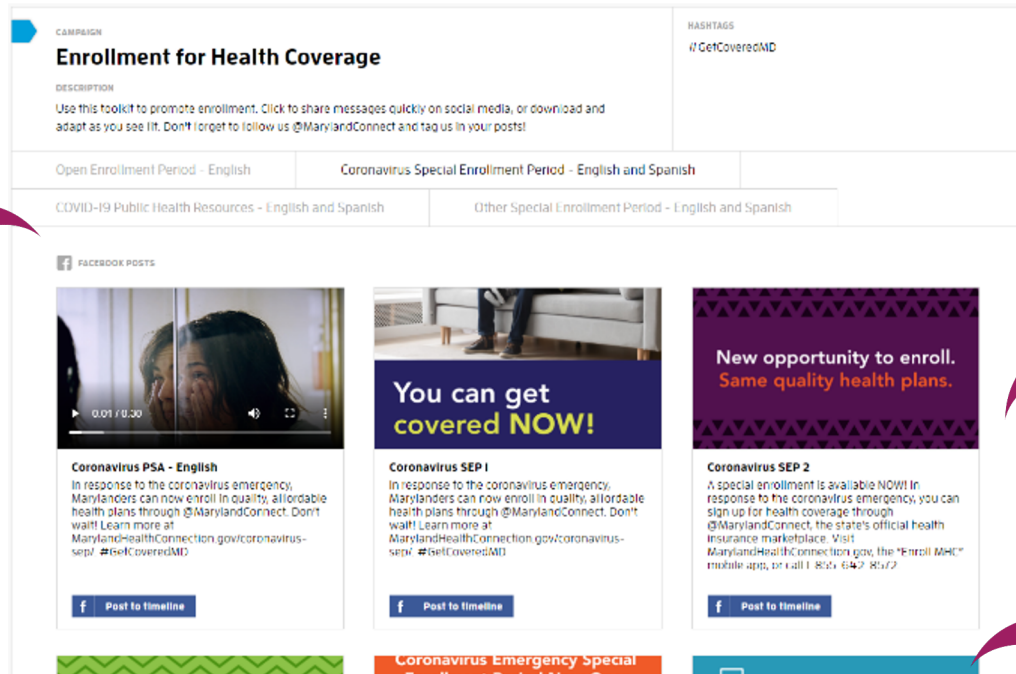 CAMPAIGN
Enrollment for Health Coverage
DESCRIPTION
Use this toolkit to promote enrollment. Click to share messages quickly on social media, or download and
adapt as you see fit. Don't forget to follow us @MarylandConnect and tag us in your posts!
HASHTAGS
#GetCoveredMD
Open Enrollment Period - English
Coronavirus Special Enrollment Period - English and Spanish
COVID-19 Public Health Resources - English and Spanish
Other Special Enrollment Period - English and Spanish
FACEBOOK POSTS
0:01 / 0:30
Coronavirus PSA - English
In response to the coronavirus emergency,
Marylanders can now enroll in quality, affordable
health plans through @MarylandConnect. Don't
wait! Learn more at
MarylandHealthConnection.gov/coronavirus-
sep/ #GetCoveredMD
f Post to timeline
You can get
covered NOW!
Coronavirus SEP 1
In response to the coronavirus emergency,
Marylanders can now enroll in quality, affordable
health plans through @MarylandConnect. Don't
wait! Learn more at
MarylandHealthConnection.gov/coronavirus-
sep/ #GetCoveredMD
f Post to timeline
New opportunity to enroll.
Same quality health plans.
Coronavirus SEP 2
A special enrollment is available NOW! In
response to the coronavirus emergency, you can
sign up for health coverage through
@MarylandConnect, the state's official health
insurance marketplace. Visit
MarylandHealthConnection.gov, the "Enroll MHC"
mobile app, or call 1-855-642-8572
f Post to timeline
Coronavirus Emergency Special